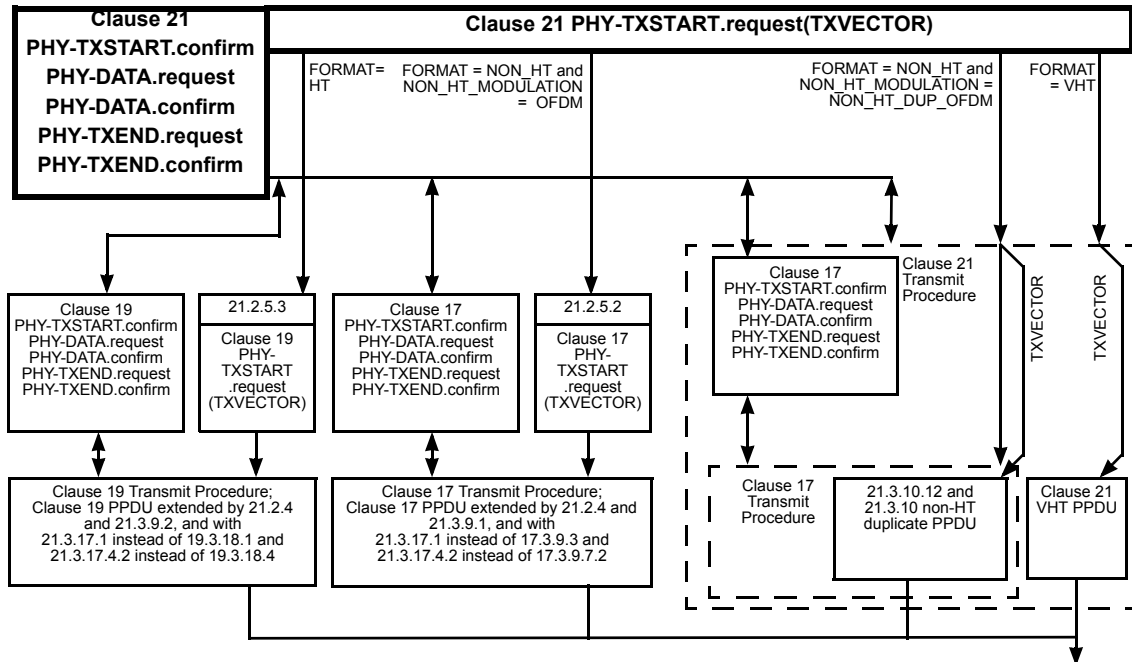 Clause 21
PHY-TXSTART.confirm
PHY-DATA.request
PHY-DATA.confirm
PHY-TXEND.request
PHY-TXEND.confirm
Clause 21 PHY-TXSTART.request(TXVECTOR)
FORMAT=
HT
FORMAT = NON_HT and
NON_HT_MODULATION
= OFDM
FORMAT = NON_HT and
NON_HT_MODULATION =
NON_HT_DUP_OFDM
FORMAT
= VHT
Clause 19
PHY-TXSTART.confirm
PHY-DATA.request
PHY-DATA.confirm
PHY-TXEND.request
PHY-TXEND.confirm
21.2.5.3
Clause 19
PHY-
TXSTART
.request
(TXVECTOR)
Clause 17
PHY-TXSTART.confirm
PHY-DATA.request
PHY-DATA.confirm
PHY-TXEND.request
PHY-TXEND.confirm
21.2.5.2
Clause 17
PHY-
TXSTART
.request
(TXVECTOR)
Clause 17
PHY-TXSTART.confirm
PHY-DATA.request
PHY-DATA.confirm
PHY-TXEND.request
PHY-TXEND.confirm
Clause 21
Transmit
Procedure
TXVECTOR
TXVECTOR
Clause 19 Transmit Procedure;
Clause 19 PPDU extended by 21.2.4
and 21.3.9.2, and with
21.3.17.1 instead of 19.3.18.1 and
21.3.17.4.2 instead of 19.3.18.4
Clause 17 Transmit Procedure;
Clause 17 PPDU extended by 21.2.4 and
21.3.9.1, and with
21.3.17.1 instead of 17.3.9.3 and
21.3.17.4.2 instead of 17.3.9.7.2
Clause 17
Transmit
Procedure
21.3.10.12 and
21.3.10 non-HT
duplicate PPDU
Clause 21
VHT PPDU